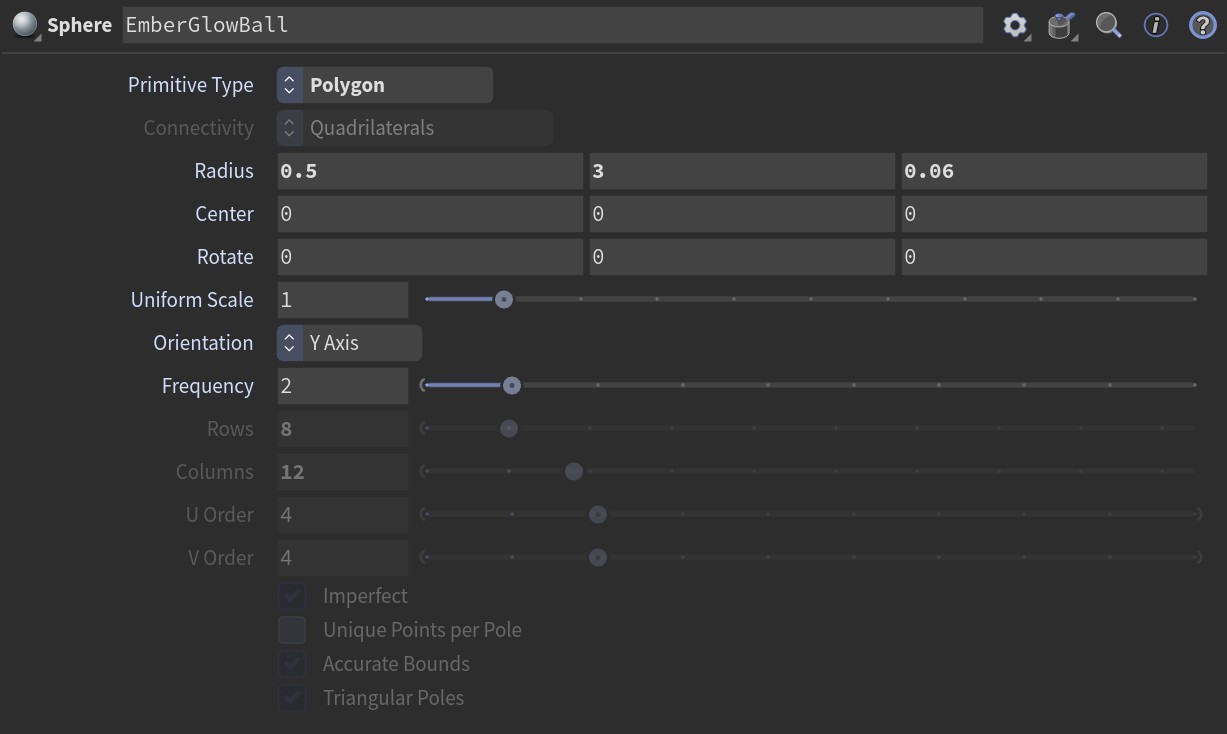 Sphere EmberGlowBall
Primitive Type Polygon
Connectivity Quadrilaterals
Radius 0.5 3 0.06
Center 0 0 0
Rotate 0 0 0
Uniform Scale 1
Orientation Y Axis
Frequency 2
Rows 8
Columns 12
U Order 4
V Order 4
Imperfect
Unique Points per Pole
Accurate Bounds
Triangular Poles